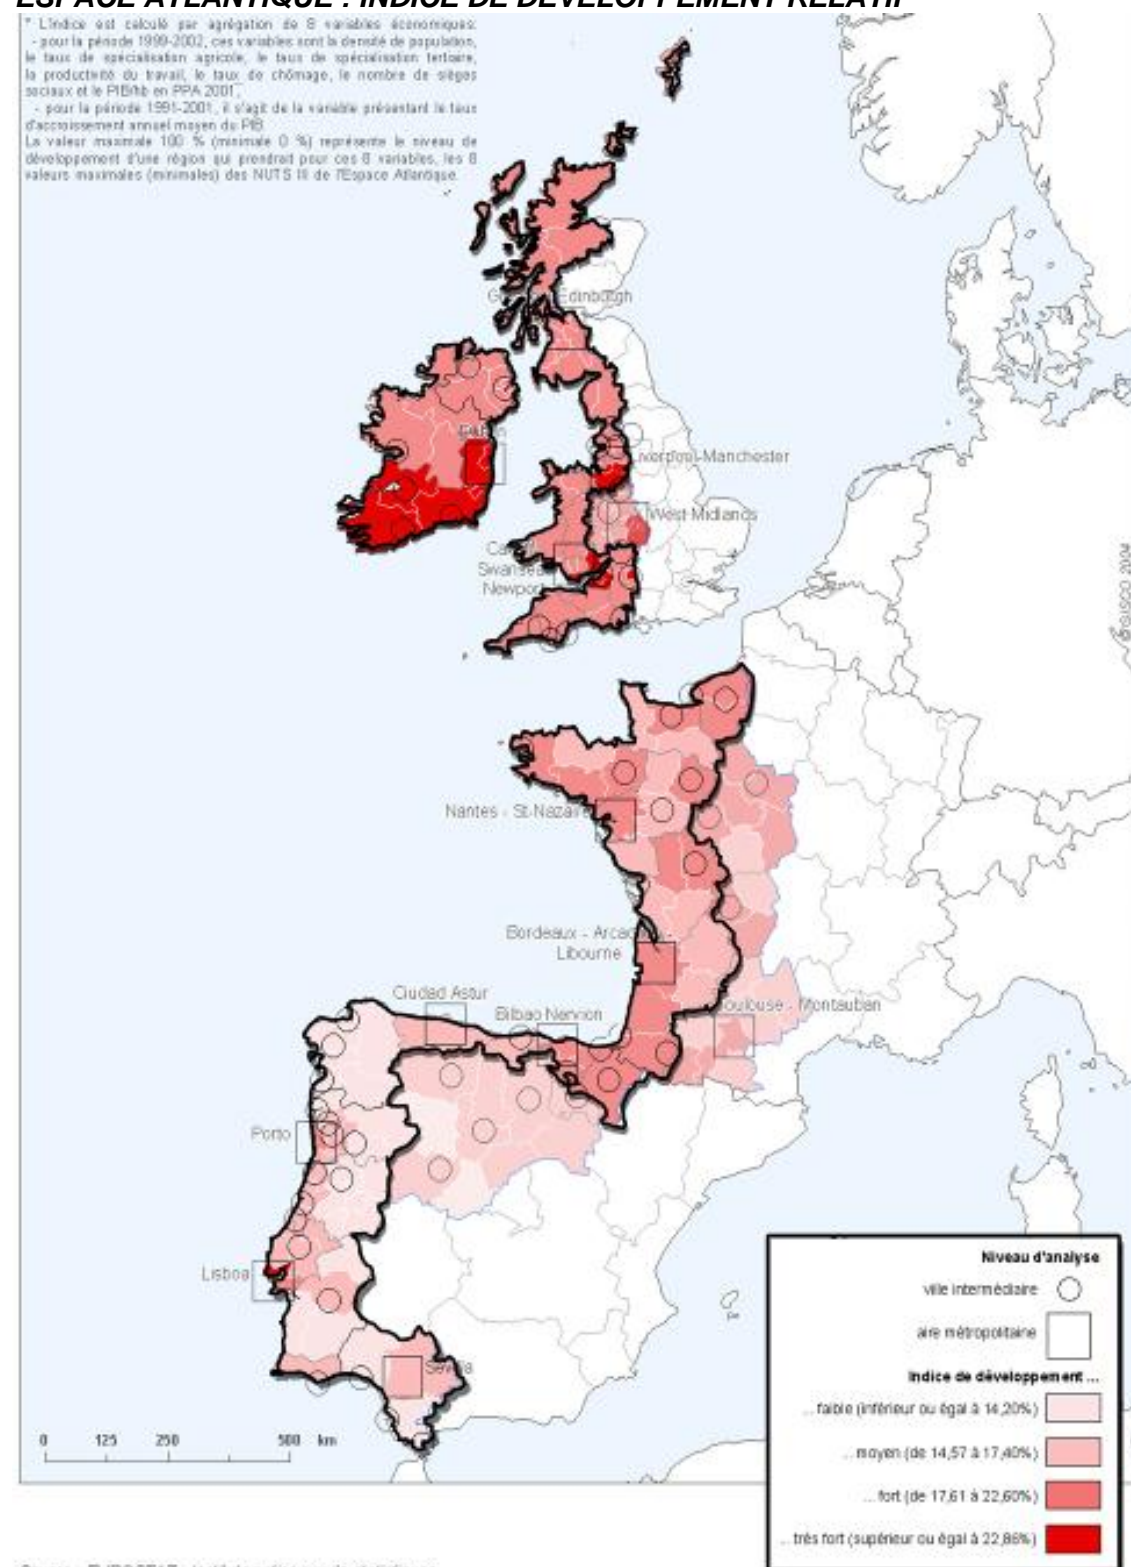 ESPACE ATLANTIQUE : INDICE DE DEVELOPPEMENT RELATIF
* L'indice est calculé par agrégation de 8 variables économiques:
- pour la période 1999-2002, ces variables sont la densité de population,
le taux de spécialisation agricole, le taux de spécialisation tertiaire,
la productivité du travail, le taux de chômage, le nombre de sièges
sociaux et le PIB/hb en PPA 2001,
- pour la période 1991-2001, il s'agit de la variable présentant le taux
d'accroissement annuel moyen du PIB.
La valeur maximale 100 % (minimale 0 %) représente le niveau de
développement d'une région qui prendrait pour ces 8 variables, les 8
valeurs maximales (minimales) des NUTS III de l'Espace Atlantique.
Edinburgh
Liverpool-Manchester
West Midlands
Swansea
Newport
©GASCO 2004
Nantes - St-Nazaire
Bordeaux - Arcachon -
Libourne
Ciudad Astur
Bilbao Nervion
Toulouse - Montauban
Porto
Lisboa
Sevilla
0 125 250 500 km
Niveau d'analyse
ville intermédiaire
aire métropolitaine
Indice de développement ...
... faible (inférieur ou égal à 14,20%)
... moyen (de 14,57 à 17,40%)
... fort (de 17,61 à 22,60%)
... très fort (supérieur ou égal à 22,86%)